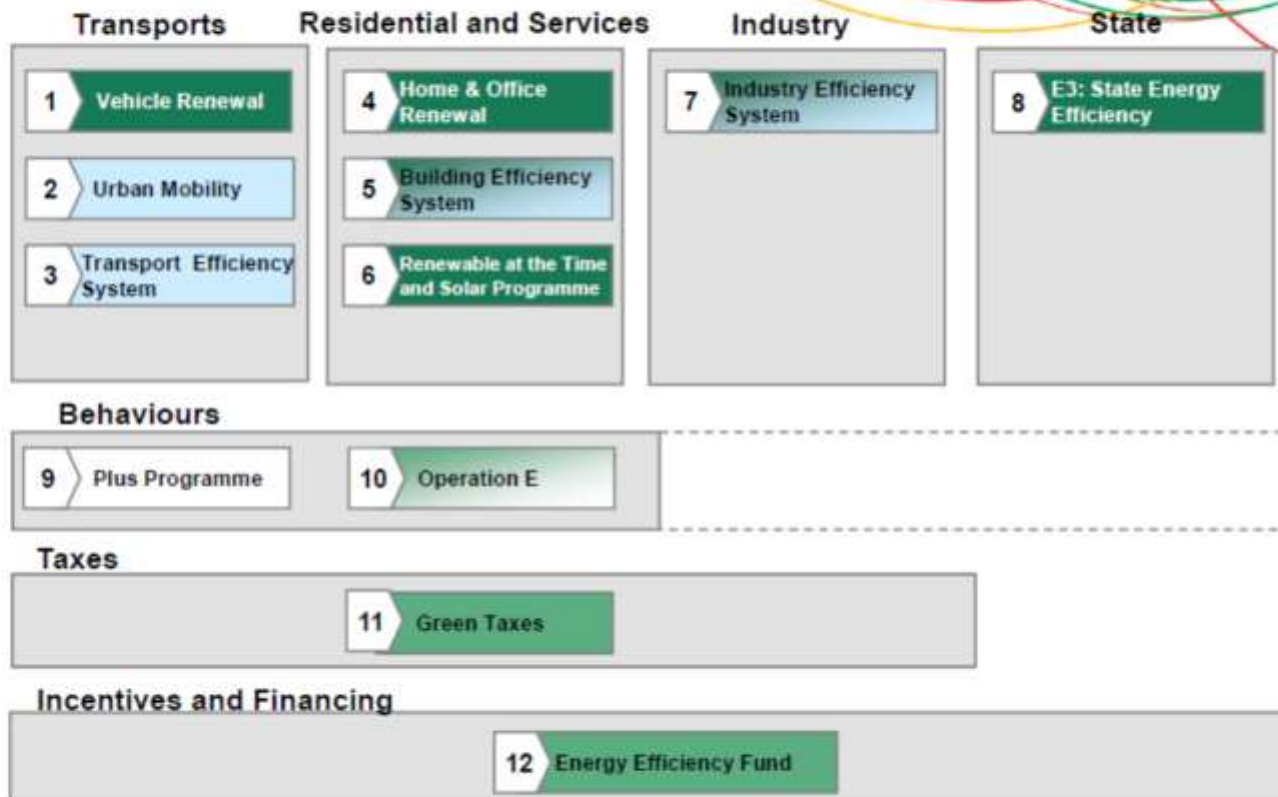 Transports
Residential and Services
Industry
State
1 Vehicle Renewal
2 Urban Mobility
3 Transport Efficiency
System
4 Home & Office
Renewal
5 Building Efficiency
System
6 Renewable at the Time
and Solar Programme
7 Industry Efficiency
System
8 E3: State Energy
Efficiency
Behaviours
9 Plus Programme
10 Operation E
Taxes
11 Green Taxes
Incentives and Financing
12 Energy Efficiency Fund